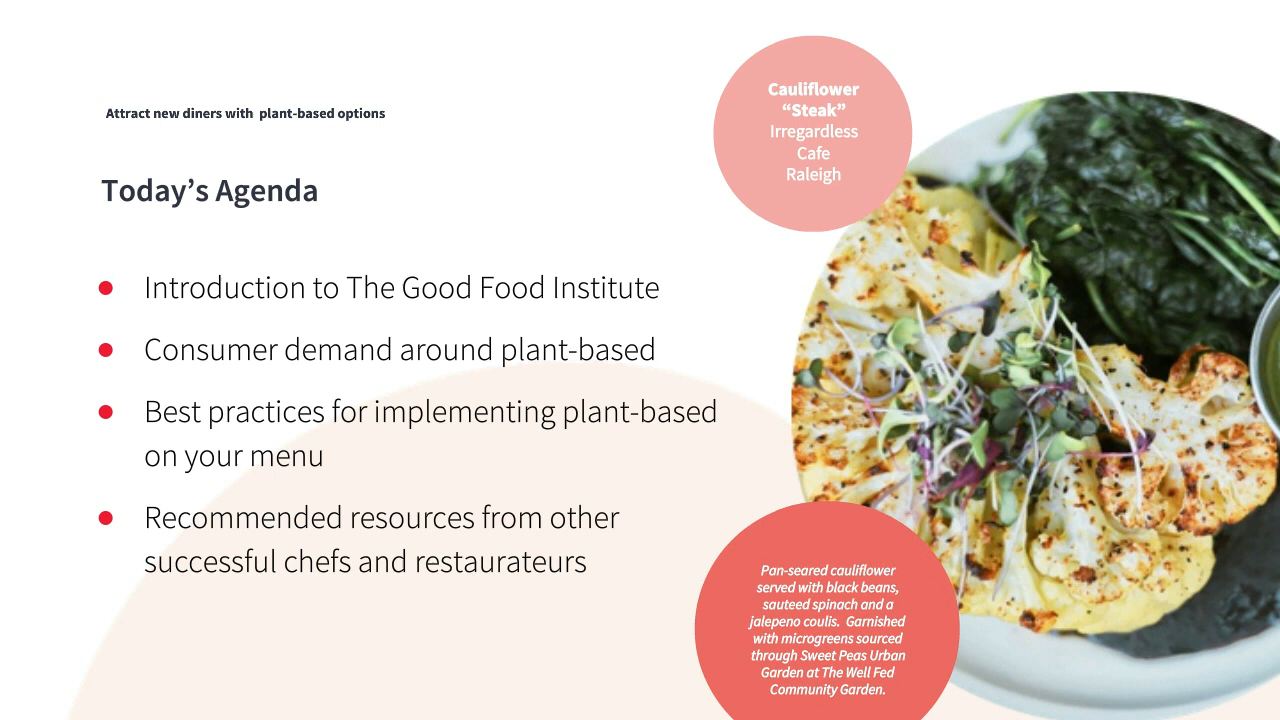 Attract new diners with  plant-based options
Today’s Agenda
Introduction to The Good Food Institute
Consumer demand around plant-based
Best practices for implementing plant-based
on your menu
Recommended resources from other
successful chefs and restaurateurs
Cauliflower
“Steak”
Irregardless
Cafe
Raleigh
Pan-seared cauliflower
served with black beans,
sauteed spinach and a
jalepeno coulis.  Garnished
with microgreens sourced
through Sweet Peas Urban
Garden at The Well Fed
Community Garden.